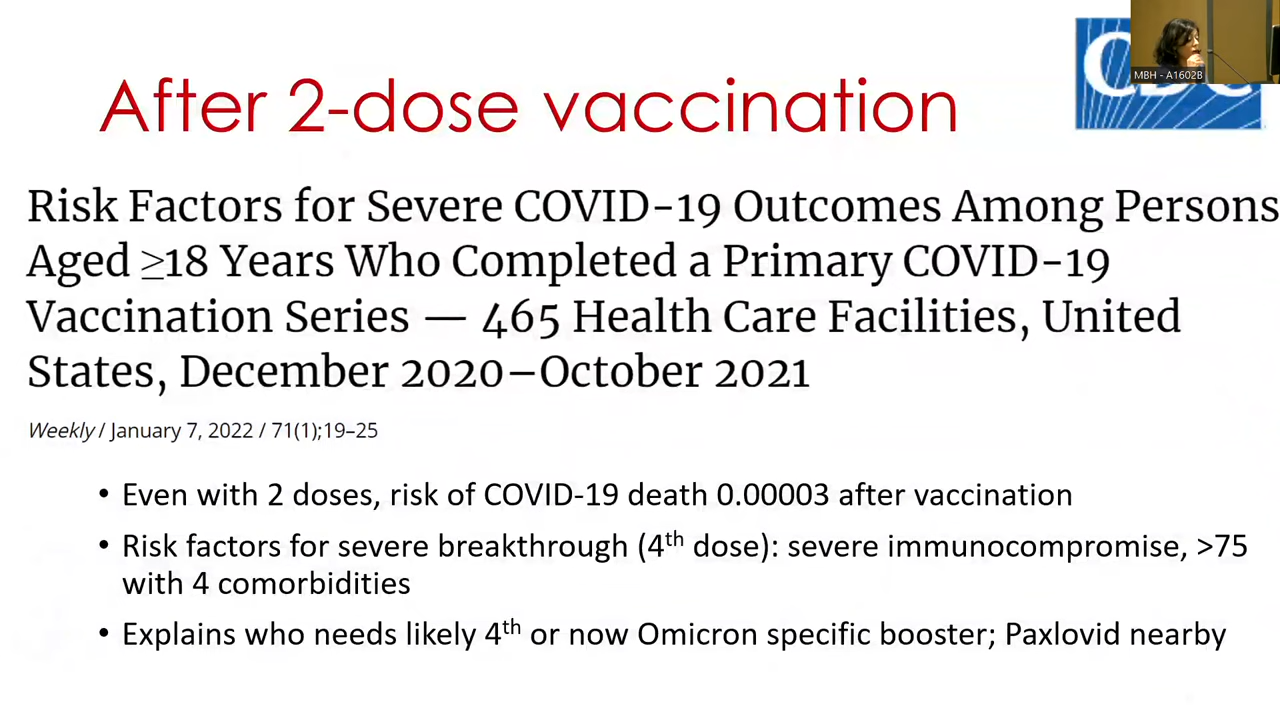 After 2-dose vaccination
CDC
MBH - A1602B
Risk Factors for Severe COVID-19 Outcomes Among Persons
Aged ≥18 Years Who Completed a Primary COVID-19
Vaccination Series — 465 Health Care Facilities, United
States, December 2020–October 2021
Weekly / January 7, 2022 / 71(1);19–25
• Even with 2 doses, risk of COVID-19 death 0.00003 after vaccination
• Risk factors for severe breakthrough (4th dose): severe immunocompromise, >75
with 4 comorbidities
• Explains who needs likely 4th or now Omicron specific booster; Paxlovid nearby